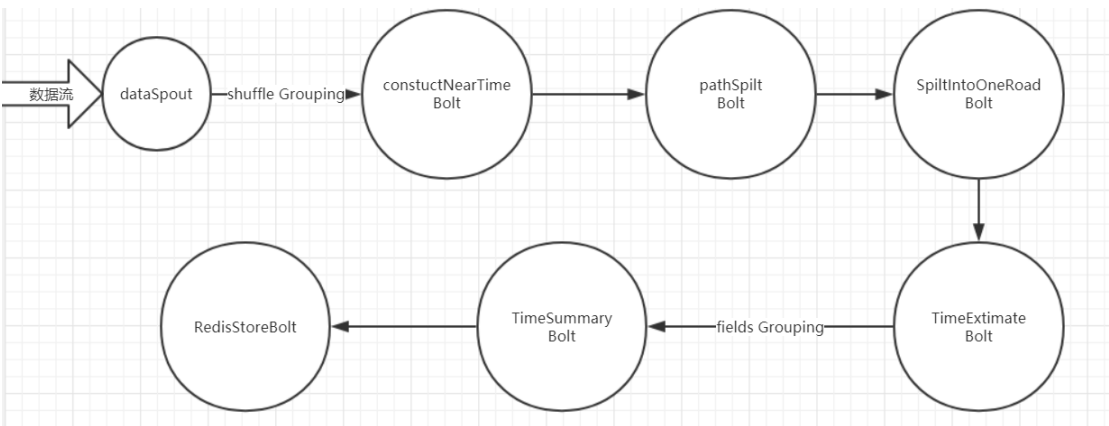 数据流
dataSpout
shuffle Grouping
constuctNearTime
Bolt
pathSpilt
Bolt
SpiltIntoOneRoad
Bolt
TimeExtimate
Bolt
fields Grouping
TimeSummary
Bolt
RedisStoreBolt